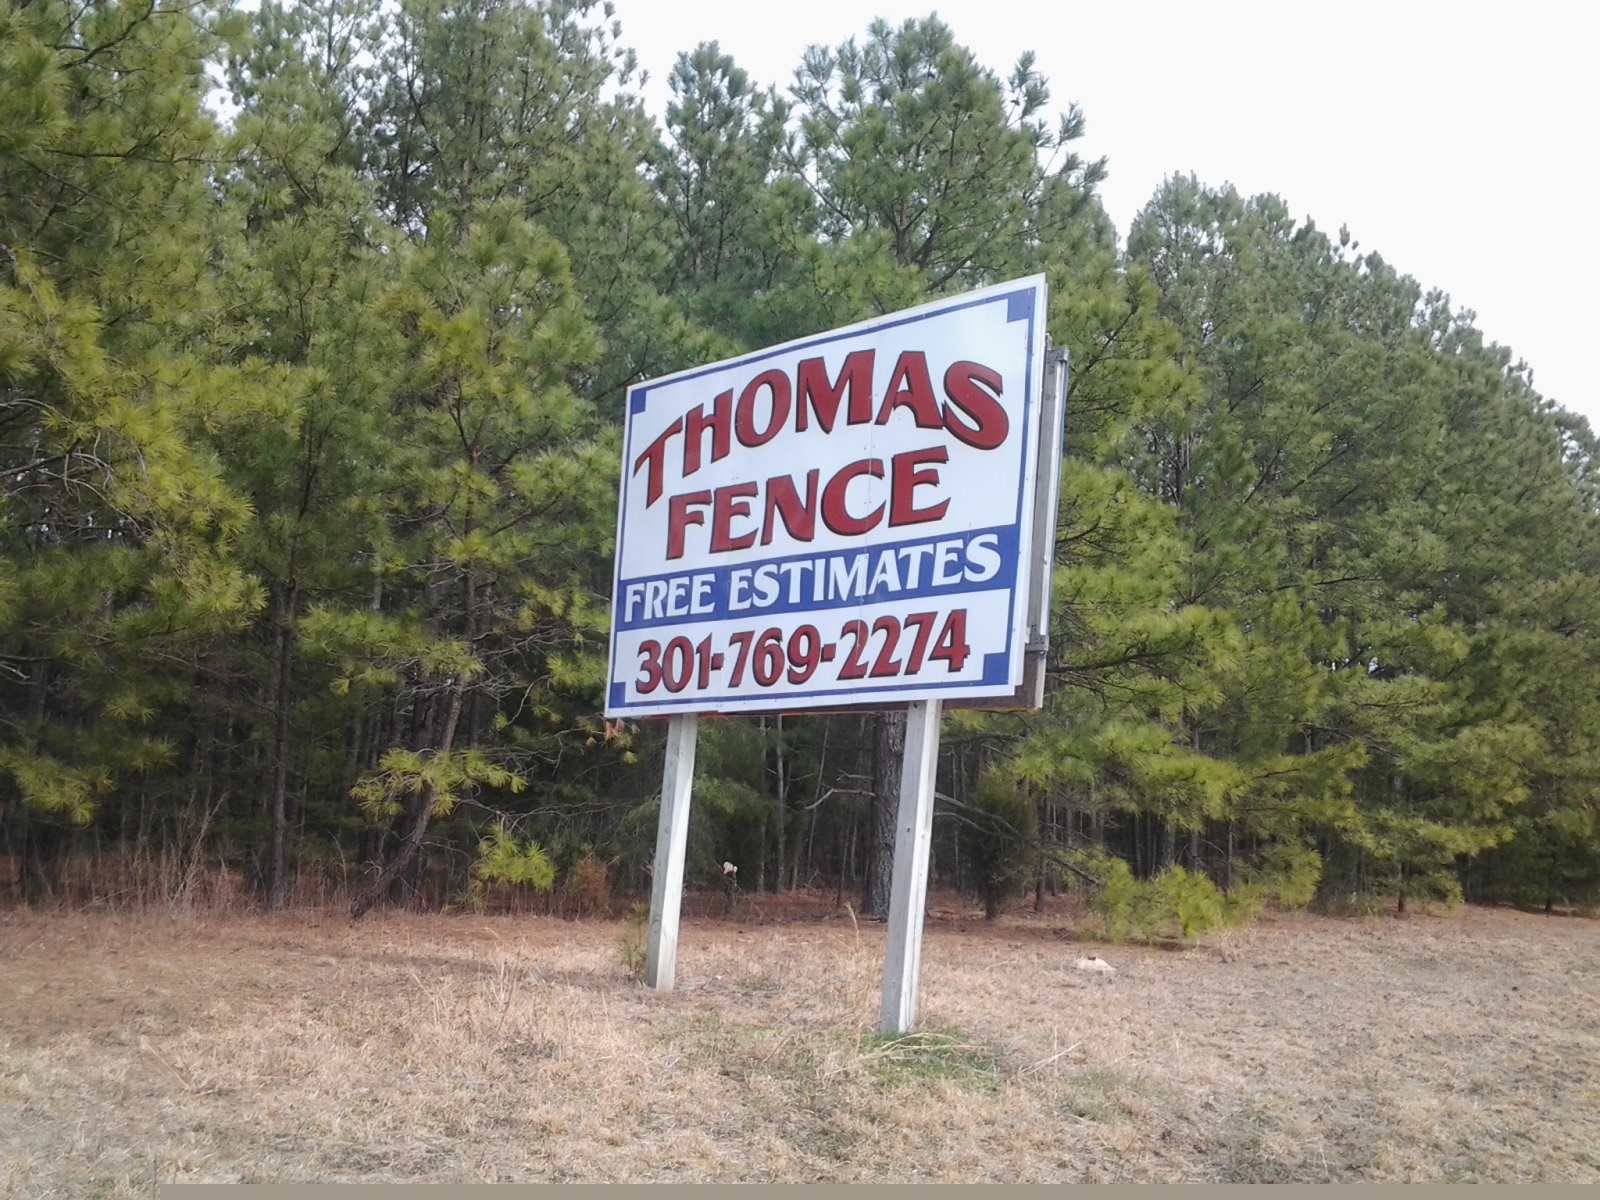 THOMAS
FENCE
FREE ESTIMATES
301-769-2274